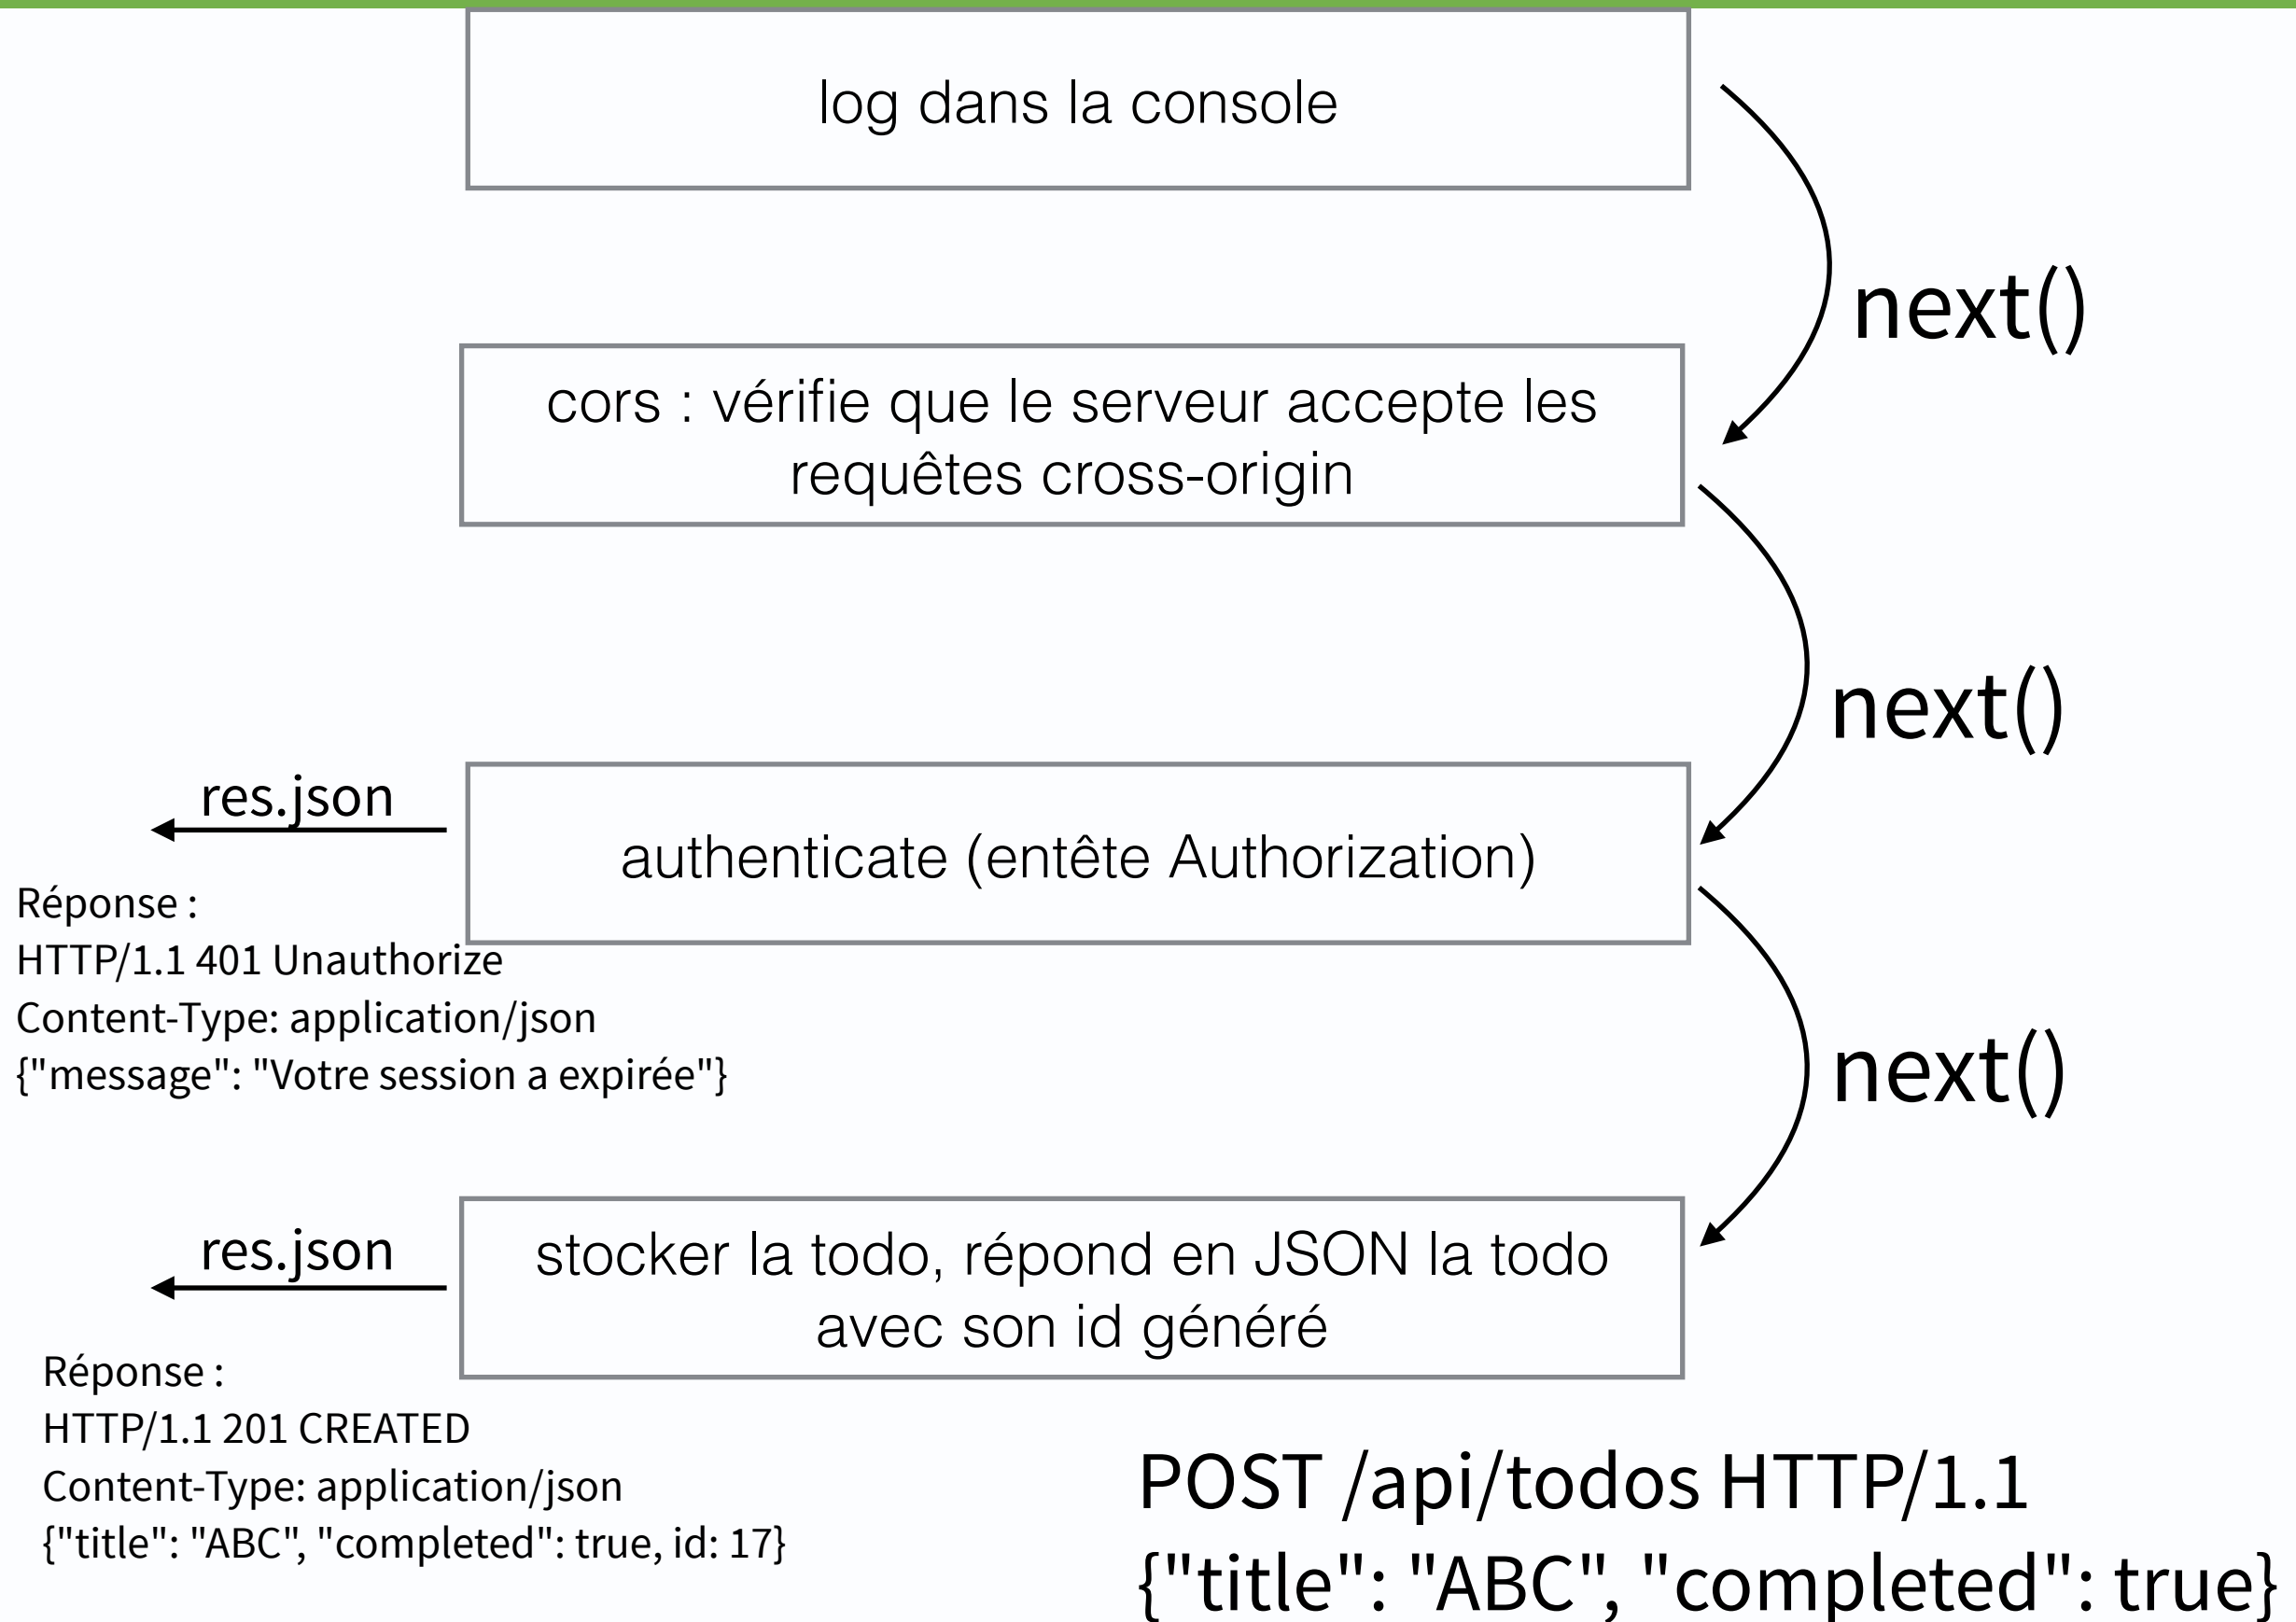 log dans la console
next()
cors : vérifie que le serveur accepte les
requêtes cross-origin
next()
res.json
authenticate (entête Authorization)
Réponse :
HTTP/1.1 401 Unauthorize
Content-Type: application/json
{"message": "Votre session a expirée"}
next()
res.json
stocker la todo, répond en JSON la todo
avec son id généré
Réponse :
HTTP/1.1 201 CREATED
Content-Type: application/json
{"title": "ABC", "completed": true, id: 17}
POST /api/todos HTTP/1.1
{"title": "ABC", "completed": true}